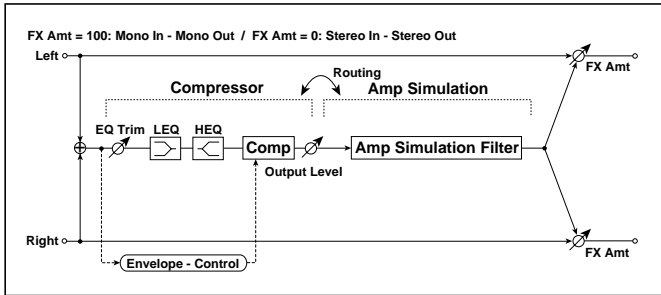 FX Amt = 100: Mono In - Mono Out / FX Amt = 0: Stereo In - Stereo Out
Left
FX Amt
Routing
Compressor
Amp Simulation
EQ Trim
LEQ
HEQ
Comp
Output Level
Amp Simulation Filter
Right
FX Amt
Envelope - Control